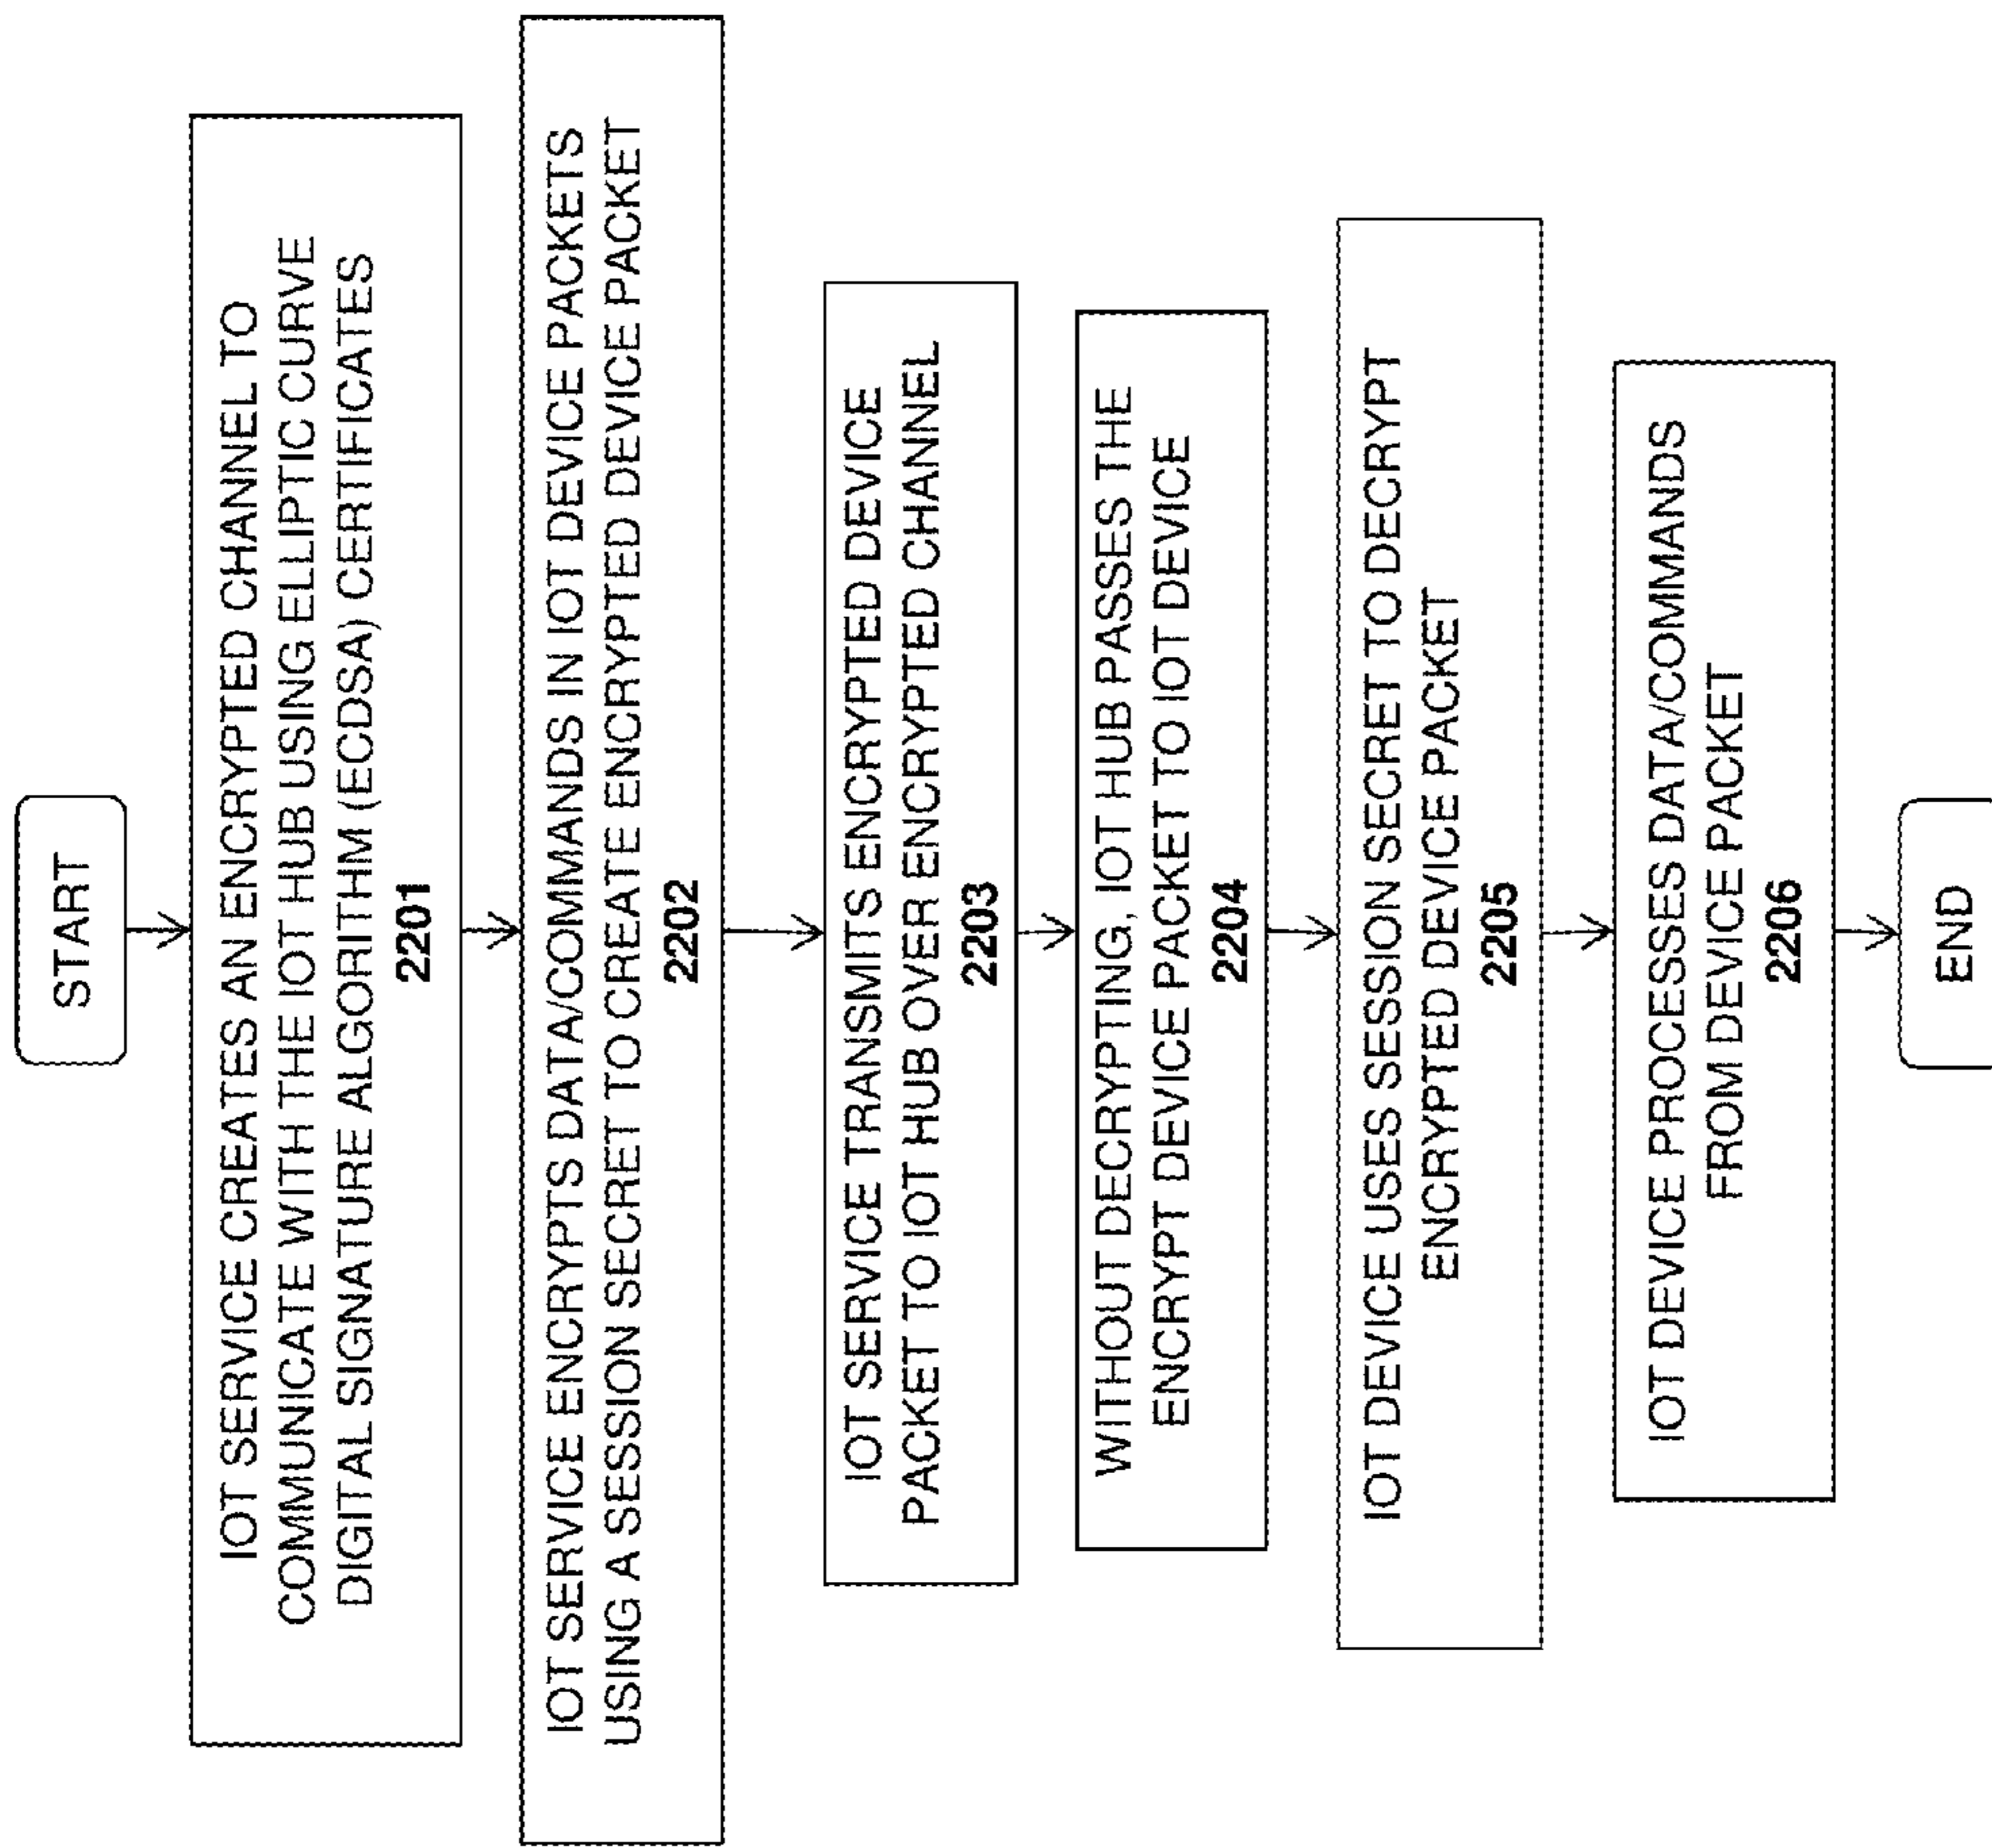 START
IOT SERVICE CREATES AN ENCRYPTED CHANNEL TO
COMMUNICATE WITH THE IOT HUB USING ELLIPTIC CURVE
DIGITAL SIGNATURE ALGORITHM (ECDSA) CERTIFICATES
2201
IOT SERVICE ENCRYPTS DATA/COMMANDS IN IOT DEVICE PACKETS
USING A SESSION SECRET TO CREATE ENCRYPTED DEVICE PACKET
2202
IOT SERVICE TRANSMITS ENCRYPTED DEVICE
PACKET TO IOT HUB OVER ENCRYPTED CHANNEL
2203
WITHOUT DECRYPTING, IOT HUB PASSES THE
ENCRYPT DEVICE PACKET TO IOT DEVICE
2204
IOT DEVICE USES SESSION SECRET TO DECRYPT
ENCRYPTED DEVICE PACKET
2205
IOT DEVICE PROCESSES DATA/COMMANDS
FROM DEVICE PACKET
2206
END